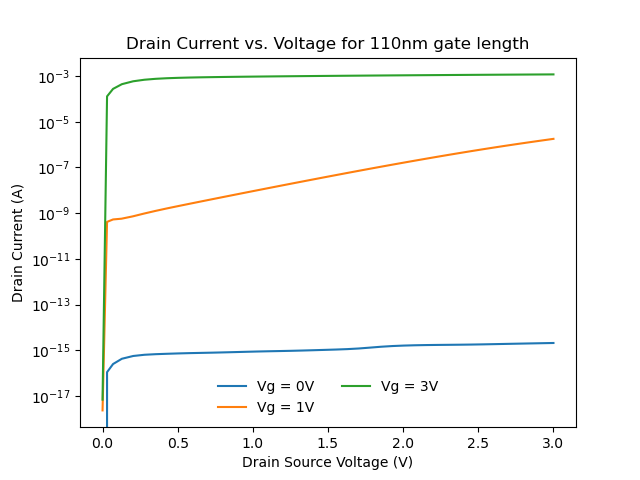 Drain Current vs. Voltage for 110nm gate length
Drain Current (A)
10⁻³
10⁻⁵
10⁻⁷
10⁻⁹
10⁻¹¹
10⁻¹³
10⁻¹⁵
10⁻¹⁷
Vg = 0V
Vg = 1V
Vg = 3V
0.0 0.5 1.0 1.5 2.0 2.5 3.0
Drain Source Voltage (V)